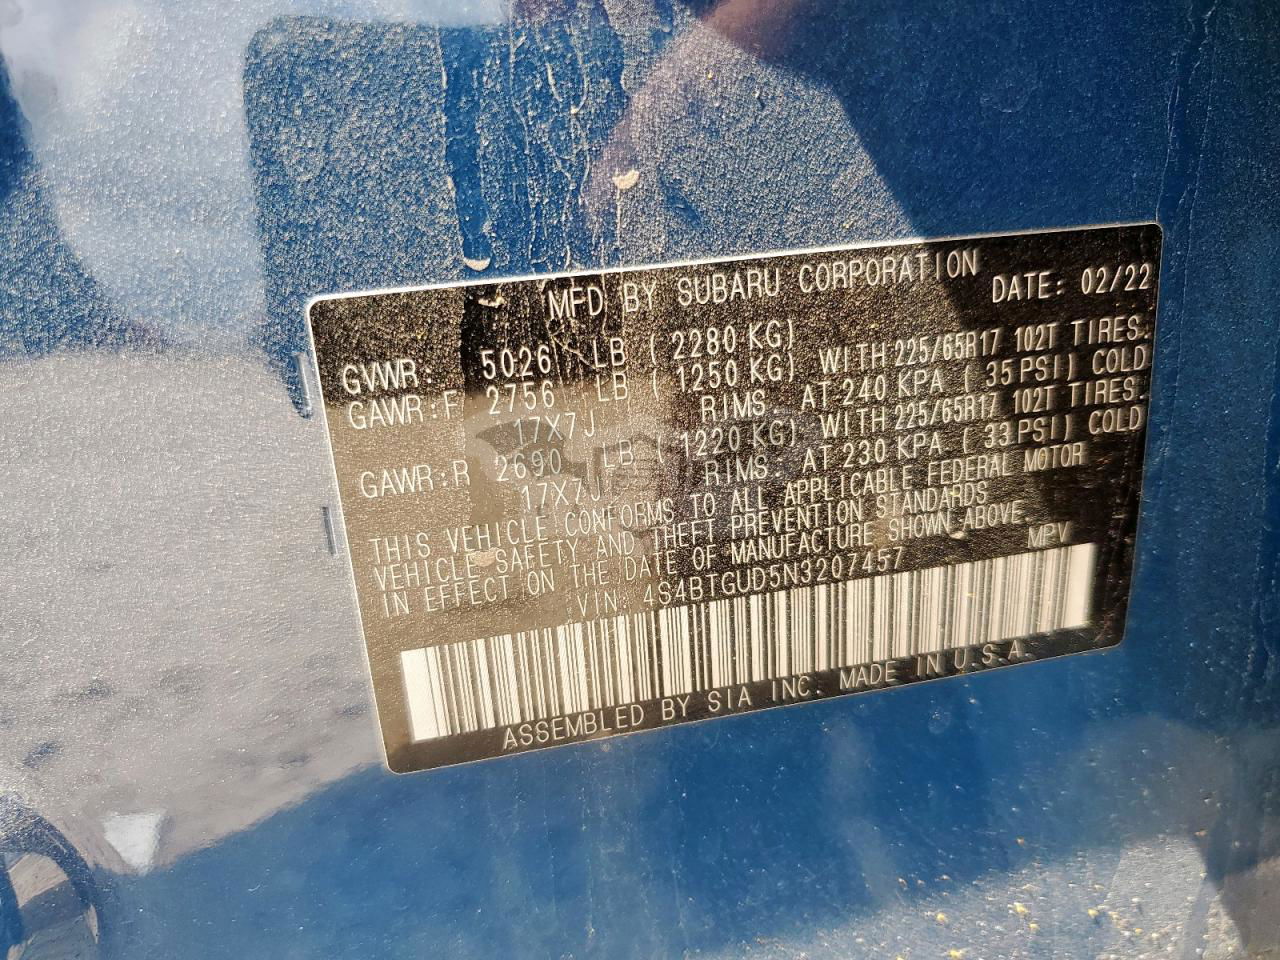 MFD BY SUBARU CORPORATION DATE: 02/22
GVWR: 5026 LB ( 2280 KG)
GAWR:F 2756 LB ( 1250 KG) WITH 225/65R17 102T TIRES.
17X7J RIMS AT 240 KPA ( 35 PSI) COLD
GAWR:R 2690 LB ( 1220 KG) WITH 225/65R17 102T TIRES.
17X7J RIMS AT 230 KPA ( 33 PSI) COLD
THIS VEHICLE CONFORMS TO ALL APPLICABLE FEDERAL MOTOR
VEHICLE SAFETY AND THEFT PREVENTION STANDARDS
IN EFFECT ON THE DATE OF MANUFACTURE SHOWN ABOVE
VIN: 4S4BTGUD5N3207457 MPV
ASSEMBLED BY SIA INC. MADE IN U.S.A.